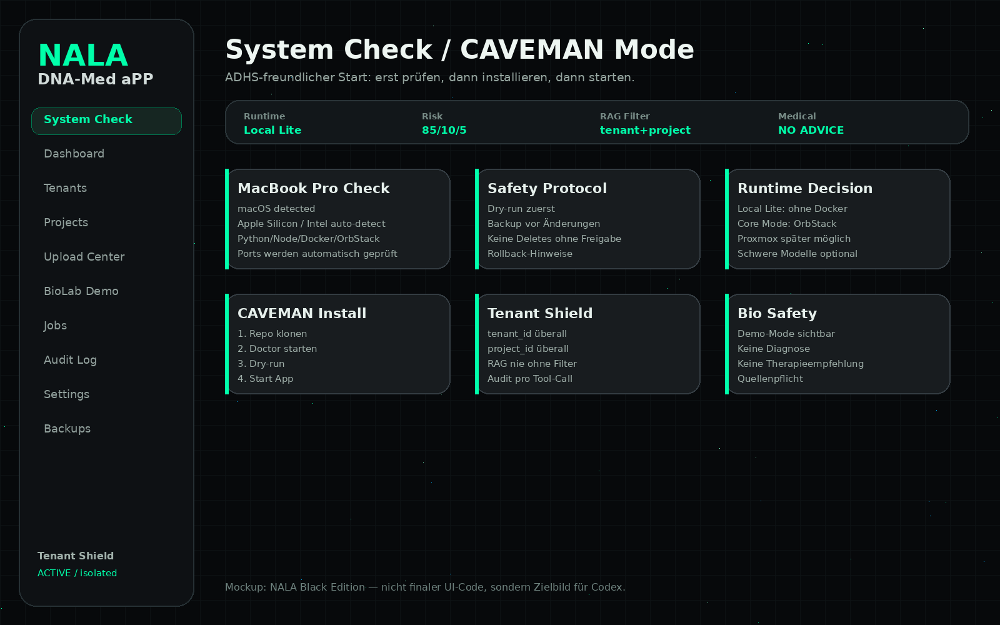 NALA
DNA-Med aPP
System Check
Dashboard
Tenants
Projects
Upload Center
BioLab Demo
Jobs
Audit Log
Settings
Backups
Tenant Shield
ACTIVE / isolated
System Check / CAVEMAN Mode
ADHS-freundlicher Start: erst prüfen, dann installieren, dann starten.
Runtime
Local Lite
Risk
85/10/5
RAG Filter
tenant+project
Medical
NO ADVICE
MacBook Pro Check
macOS detected
Apple Silicon / Intel auto-detect
Python/Node/Docker/OrbStack
Ports werden automatisch geprüft
Safety Protocol
Dry-run zuerst
Backup vor Änderungen
Keine Deletes ohne Freigabe
Rollback-Hinweise
Runtime Decision
Local Lite: ohne Docker
Core Mode: OrbStack
Proxmox später möglich
Schwere Modelle optional
CAVEMAN Install
1. Repo klonen
2. Doctor starten
3. Dry-run
4. Start App
Tenant Shield
tenant_id überall
project_id überall
RAG nie ohne Filter
Audit pro Tool-Call
Bio Safety
Demo-Mode sichtbar
Keine Diagnose
Keine Therapieempfehlung
Quellenpflicht
Mockup: NALA Black Edition — nicht finaler UI-Code, sondern Zielbild für Codex.